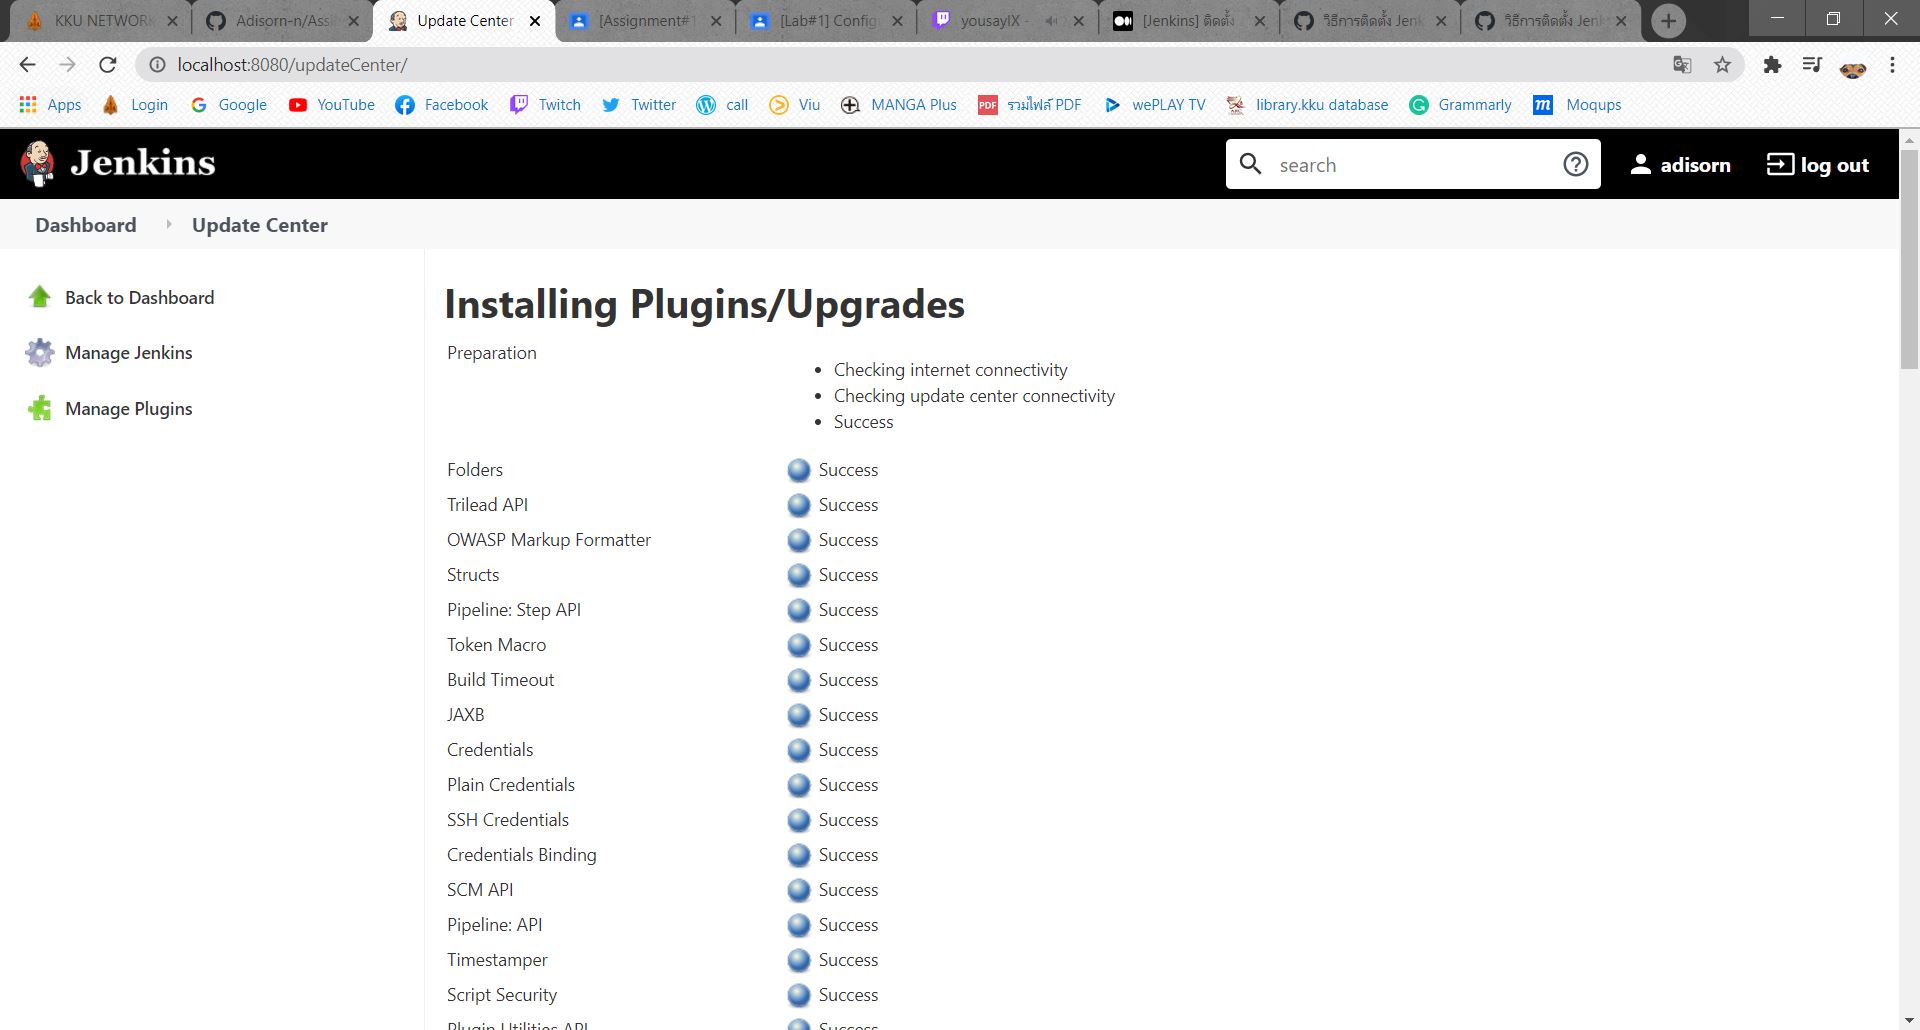 KKU NETWORK
Adisorn-n/Assi
Update Center
[Assignment#1
[Lab#1] Config
yousayIX -
[Jenkins] ติดตั้ง
วิธีการติดตั้ง Jenk
วิธีการติดตั้ง Jenk
localhost:8080/updateCenter/
Apps
Login
Google
YouTube
Facebook
Twitch
Twitter
call
Viu
MANGA Plus
PDF
รวมไฟล์ PDF
wePLAY TV
library.kku database
Grammarly
m
Moqups
Jenkins
search
adisorn
log out
Dashboard
Update Center
Back to Dashboard
Manage Jenkins
Manage Plugins
Installing Plugins/Upgrades
Preparation
• Checking internet connectivity
• Checking update center connectivity
• Success
Folders Success
Trilead API Success
OWASP Markup Formatter Success
Structs Success
Pipeline: Step API Success
Token Macro Success
Build Timeout Success
JAXB Success
Credentials Success
Plain Credentials Success
SSH Credentials Success
Credentials Binding Success
SCM API Success
Pipeline: API Success
Timestamper Success
Script Security Success
Plugin Utilities API Success